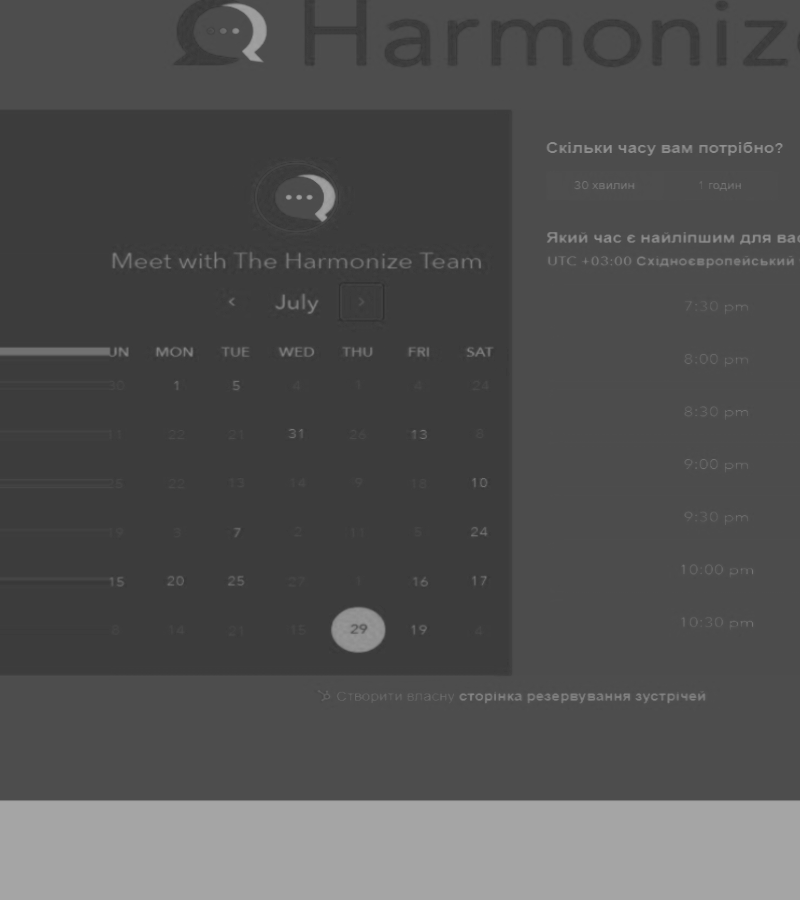 Harmonize
Meet with The Harmonize Team
‹ July ›
UN MON TUE WED THU FRI SAT
30 1 5 4 1 4 24
11 22 21 31 26 13 8
25 22 13 14 9 18 10
19 3 7 2 11 5 24
15 20 25 27 1 16 17
8 14 21 15 29 19 4
Скільки часу вам потрібно?
30 хвилин 1 годин
Який час є найліпшим для вас
UTC +03:00 Східноєвропейський
7:30 pm
8:00 pm
8:30 pm
9:00 pm
9:30 pm
10:00 pm
10:30 pm
Створити власну сторінка резервування зустрічей